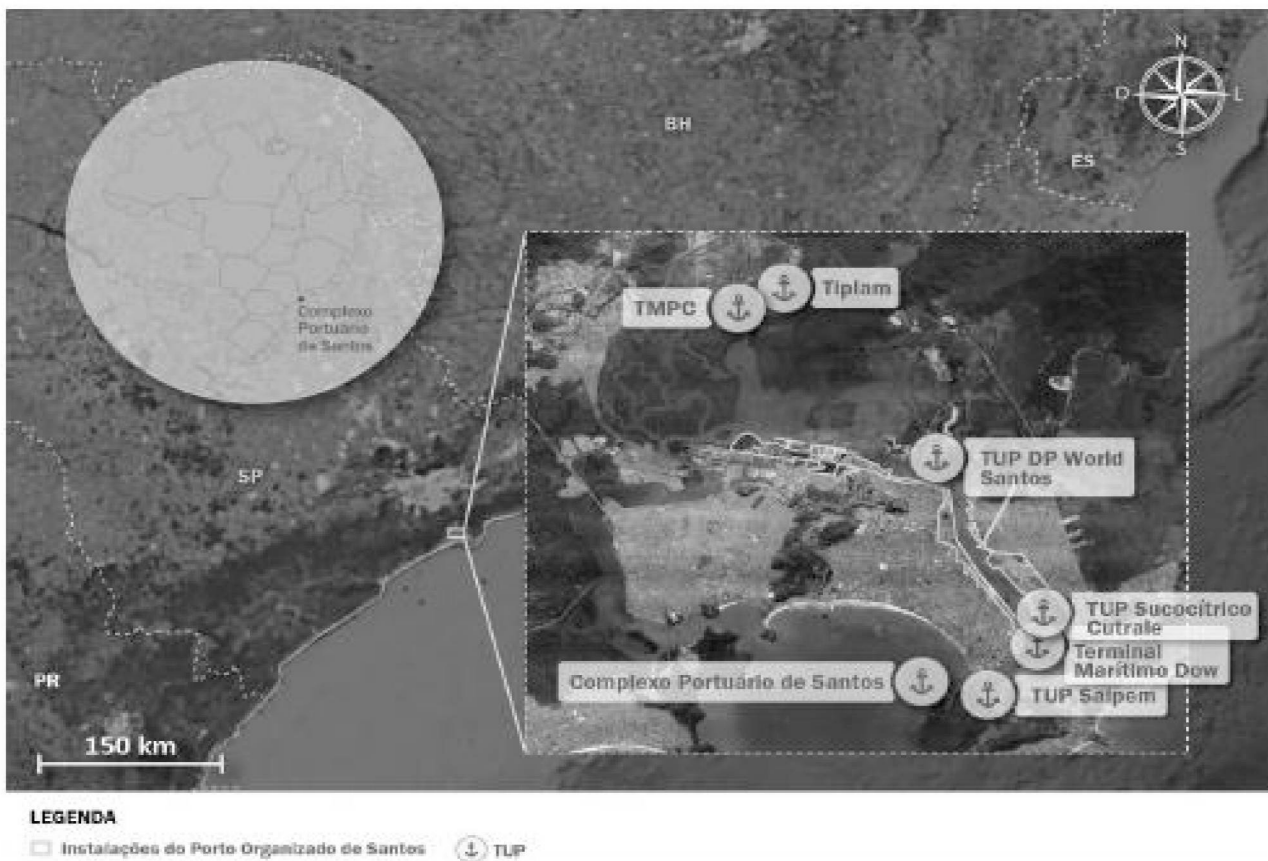 N
D
L
S
BH
ES
Complexo
Portuário
de Santos
TMPC
Tiplam
SP
TUP DP World
Santos
TUP Sucocítrico
Cutrale
Terminal
Marítimo Dow
Complexo Portuário de Santos
TUP Saipem
PR
150 km
LEGENDA
Instalações do Porto Organizado de Santos
TUP